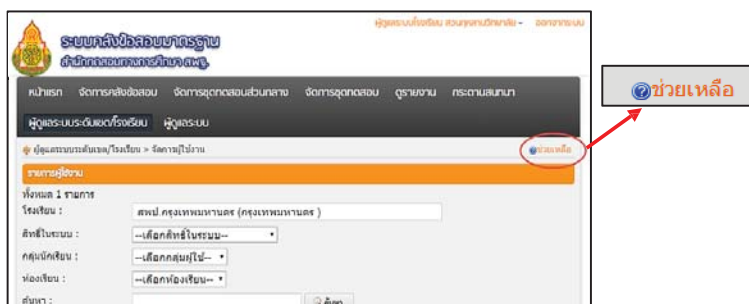 ผู้ดูแลระบบโรงเรียน สวนกุหลาบวิทยาลัย ออกจากระบบ
ระบบคลังข้อสอบมาตรฐาน
สำนักทดสอบทางการศึกษา สพฐ.
หน้าแรก จัดการคลังข้อสอบ จัดการชุดทดสอบส่วนกลาง จัดการชุดทดสอบ ดูรายงาน กระดานสนทนา
ช่วยเหลือ
ผู้ดูแลระบบระดับเขต/โรงเรียน ผู้ดูแลระบบ
ผู้ดูแลระบบระดับเขต/โรงเรียน > จัดการผู้ใช้งาน ช่วยเหลือ
รายการผู้ใช้งาน
ทั้งหมด 1 รายการ
โรงเรียน : สพป.กรุงเทพมหานคร (กรุงเทพมหานคร )
สิทธิ์ในระบบ : --เลือกสิทธิ์ในระบบ--
กลุ่มนักเรียน : --เลือกกลุ่มผู้ใช้--
ห้องเรียน : --เลือกห้องเรียน--
ค้นหา : ค้นหา